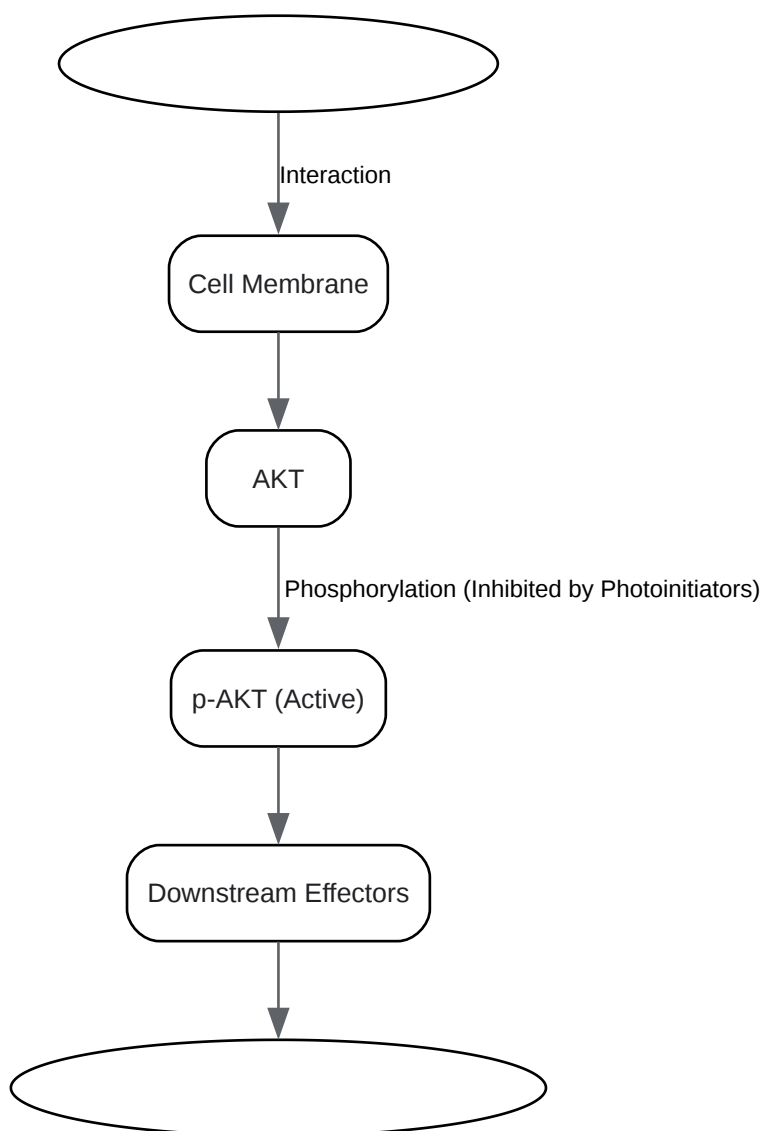 Interaction
Cell Membrane
AKT
Phosphorylation (Inhibited by Photoinitiators)
p-AKT (Active)
Downstream Effectors